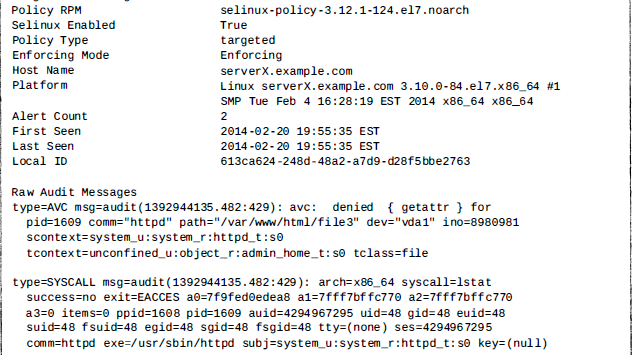 Policy RPM selinux-policy-3.12.1-124.el7.noarch
Selinux Enabled True
Policy Type targeted
Enforcing Mode Enforcing
Host Name serverX.example.com
Platform Linux serverX.example.com 3.10.0-84.el7.x86_64 #1
SMP Tue Feb 4 16:28:19 EST 2014 x86_64 x86_64
Alert Count 2
First Seen 2014-02-20 19:55:35 EST
Last Seen 2014-02-20 19:55:35 EST
Local ID 613ca624-248d-48a2-a7d9-d28f5bbe2763
Raw Audit Messages
type=AVC msg=audit(1392944135.482:429): avc: denied { getattr } for
pid=1609 comm="httpd" path="/var/www/html/file3" dev="vda1" ino=8980981
scontext=system_u:system_r:httpd_t:s0
tcontext=unconfined_u:object_r:admin_home_t:s0 tclass=file
type=SYSCALL msg=audit(1392944135.482:429): arch=x86_64 syscall=lstat
success=no exit=EACCES a0=7f9fed0edea8 a1=7fff7bffc770 a2=7fff7bffc770
a3=0 items=0 ppid=1608 pid=1609 auid=4294967295 uid=48 gid=48 euid=48
suid=48 fsuid=48 egid=48 sgid=48 fsgid=48 tty=(none) ses=4294967295
comm=httpd exe=/usr/sbin/httpd subj=system_u:system_r:httpd_t:s0 key=(null)